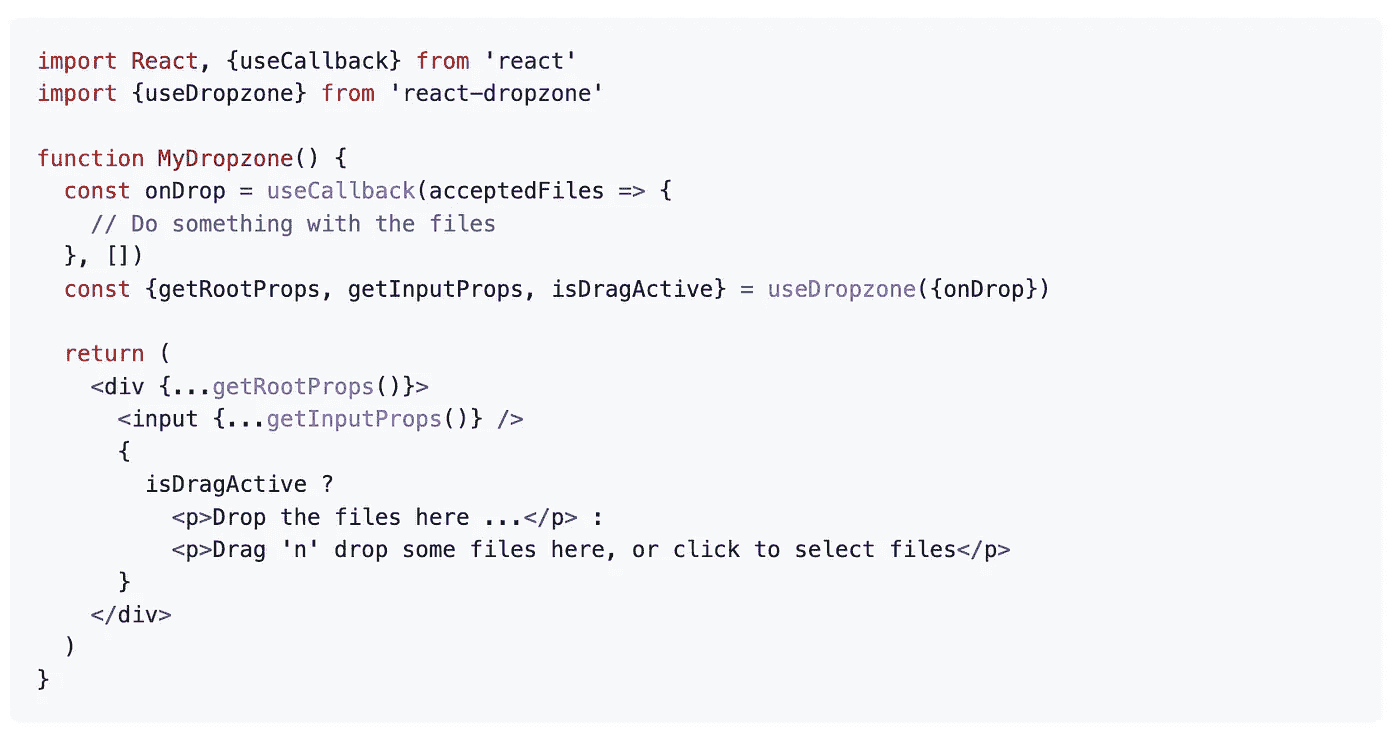 import React, {useCallback} from 'react'
import {useDropzone} from 'react-dropzone'

function MyDropzone() {
  const onDrop = useCallback(acceptedFiles => {
    // Do something with the files
  }, [])
  const {getRootProps, getInputProps, isDragActive} = useDropzone({onDrop})

  return (
    <div {...getRootProps()}>
      <input {...getInputProps()} />
      {
        isDragActive ?
          <p>Drop the files here ...</p> :
          <p>Drag 'n' drop some files here, or click to select files</p>
      }
    </div>
  )
}